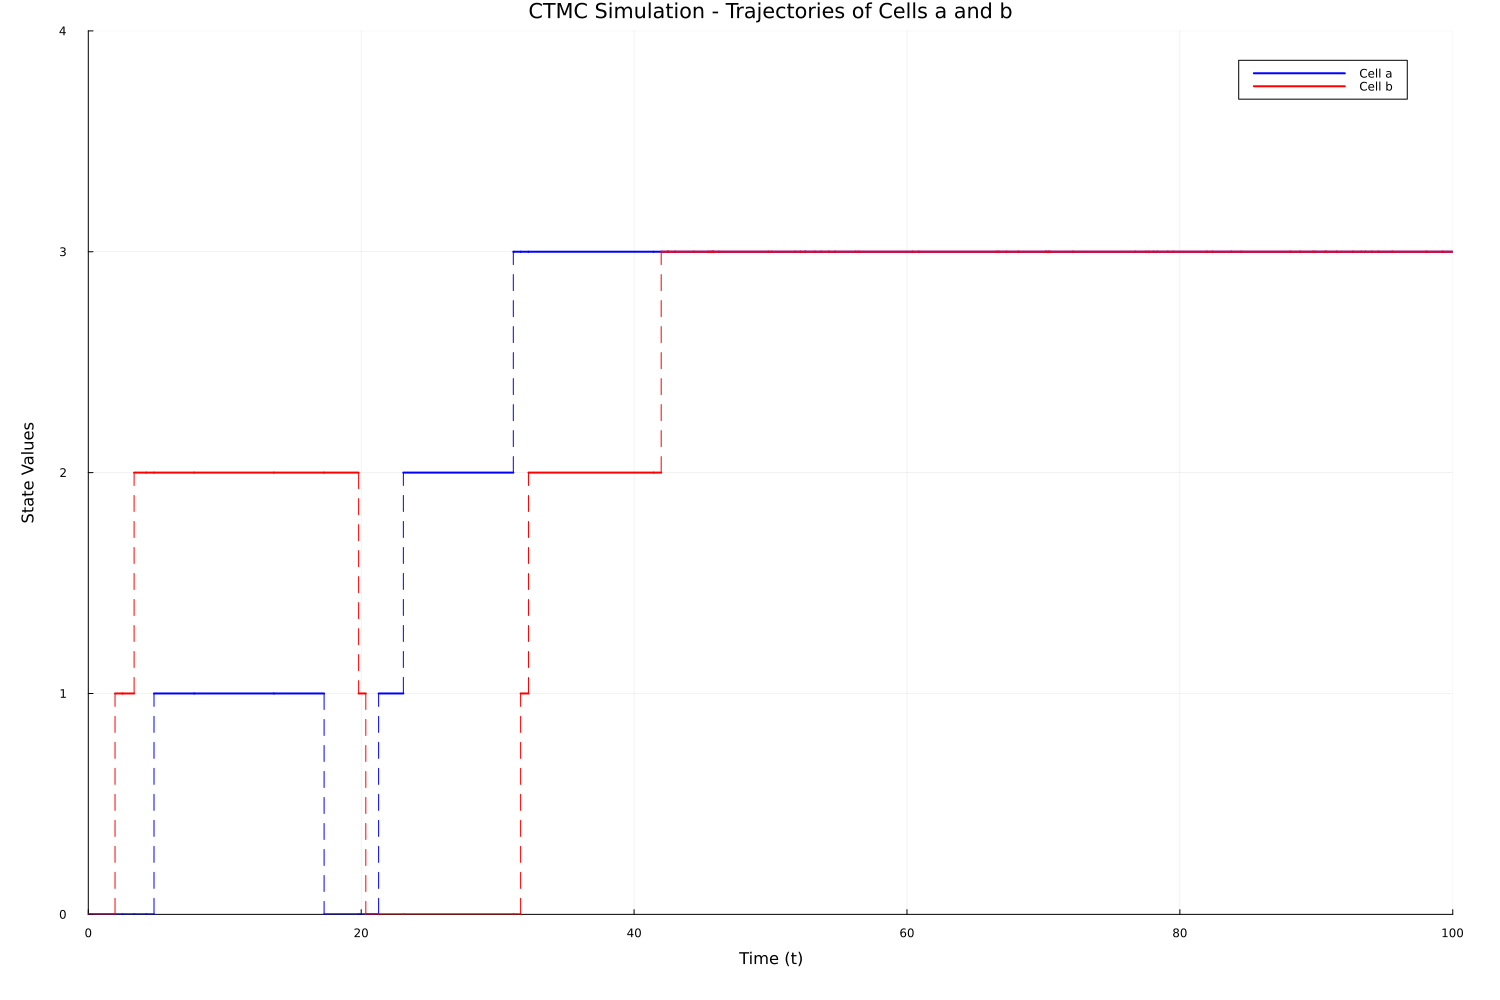 CTMC Simulation - Trajectories of Cells a and b
4
Cell a
Cell b
3
State Values
2
1
0
0 20 40 60 80 100
Time (t)